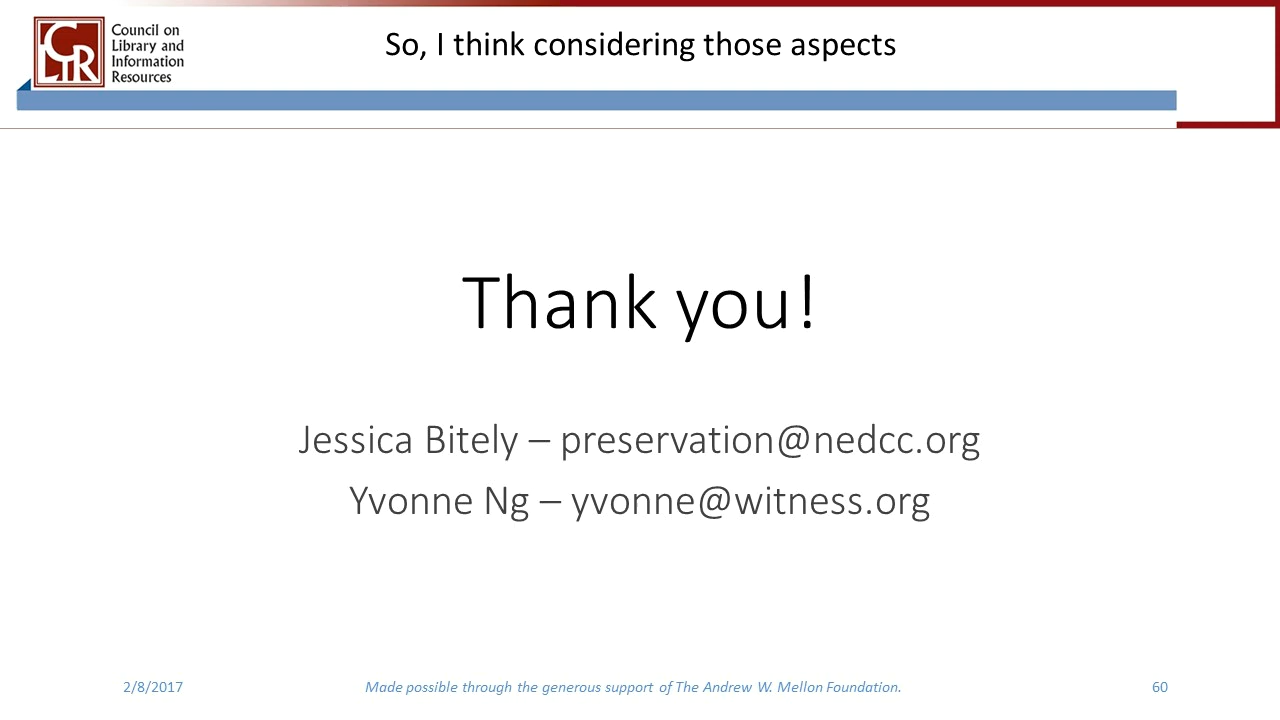 CLIR
Council on
Library and
Information
Resources
So, I think considering those aspects
Thank you!
Jessica Bitely – preservation@nedcc.org
Yvonne Ng – yvonne@witness.org
2/8/2017
Made possible through the generous support of The Andrew W. Mellon Foundation.
60